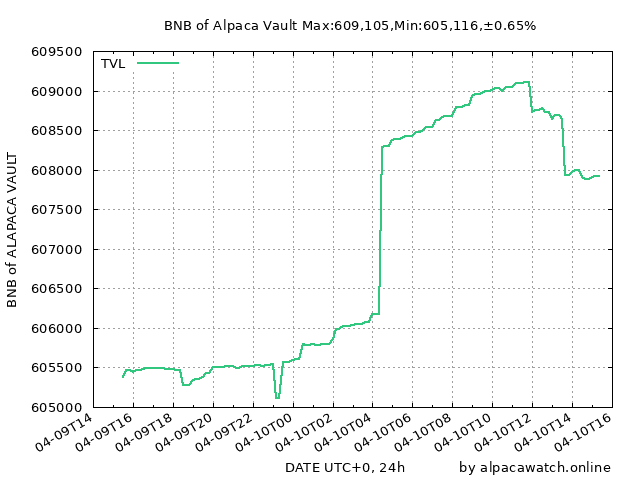 BNB of Alpaca Vault Max:609,105,Min:605,116,±0.65%
TVL
609500
609000
608500
608000
607500
607000
606500
606000
605500
605000
BNB of ALAPACA VAULT
04-09T14
04-09T16
04-09T18
04-09T20
04-09T22
04-10T00
04-10T02
04-10T04
04-10T06
04-10T08
04-10T10
04-10T12
04-10T14
04-10T16
DATE UTC+0, 24h
by alpacawatch.online